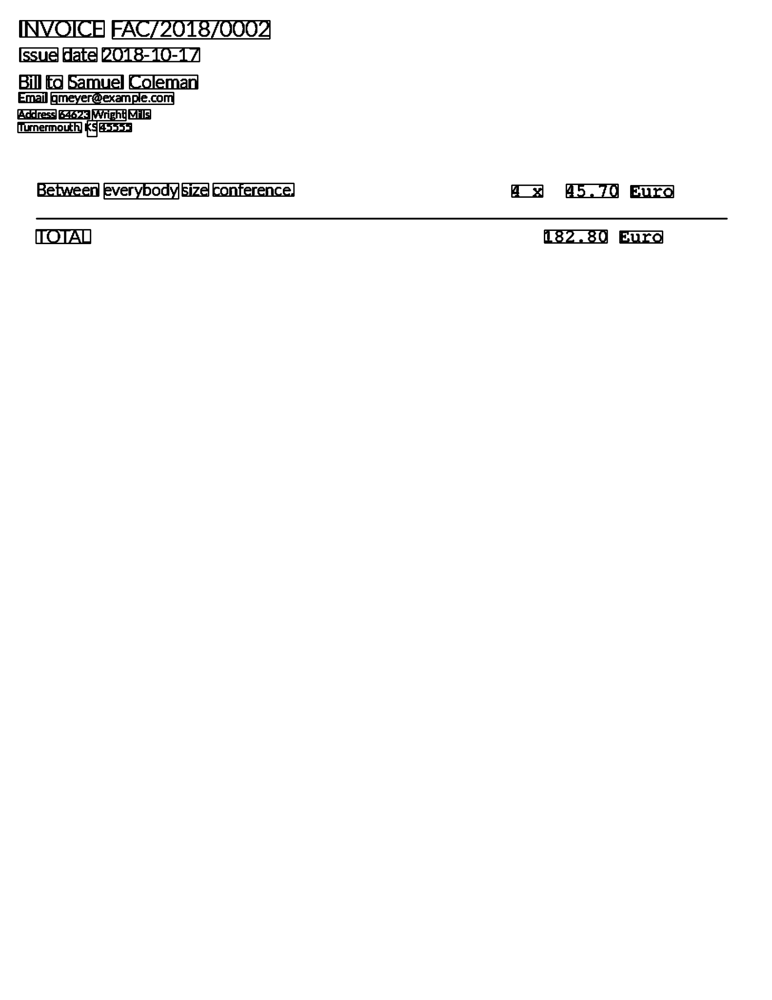 INVOICE FAC/2018/0002
Issue date 2018-10-17
Bill to Samuel Coleman
Email qmeyer@example.com
Address 64623 Wright Mills
Turnermouth, KS 45555
Between everybody size conference. 4 x 45.70 Euro
TOTAL 182.80 Euro